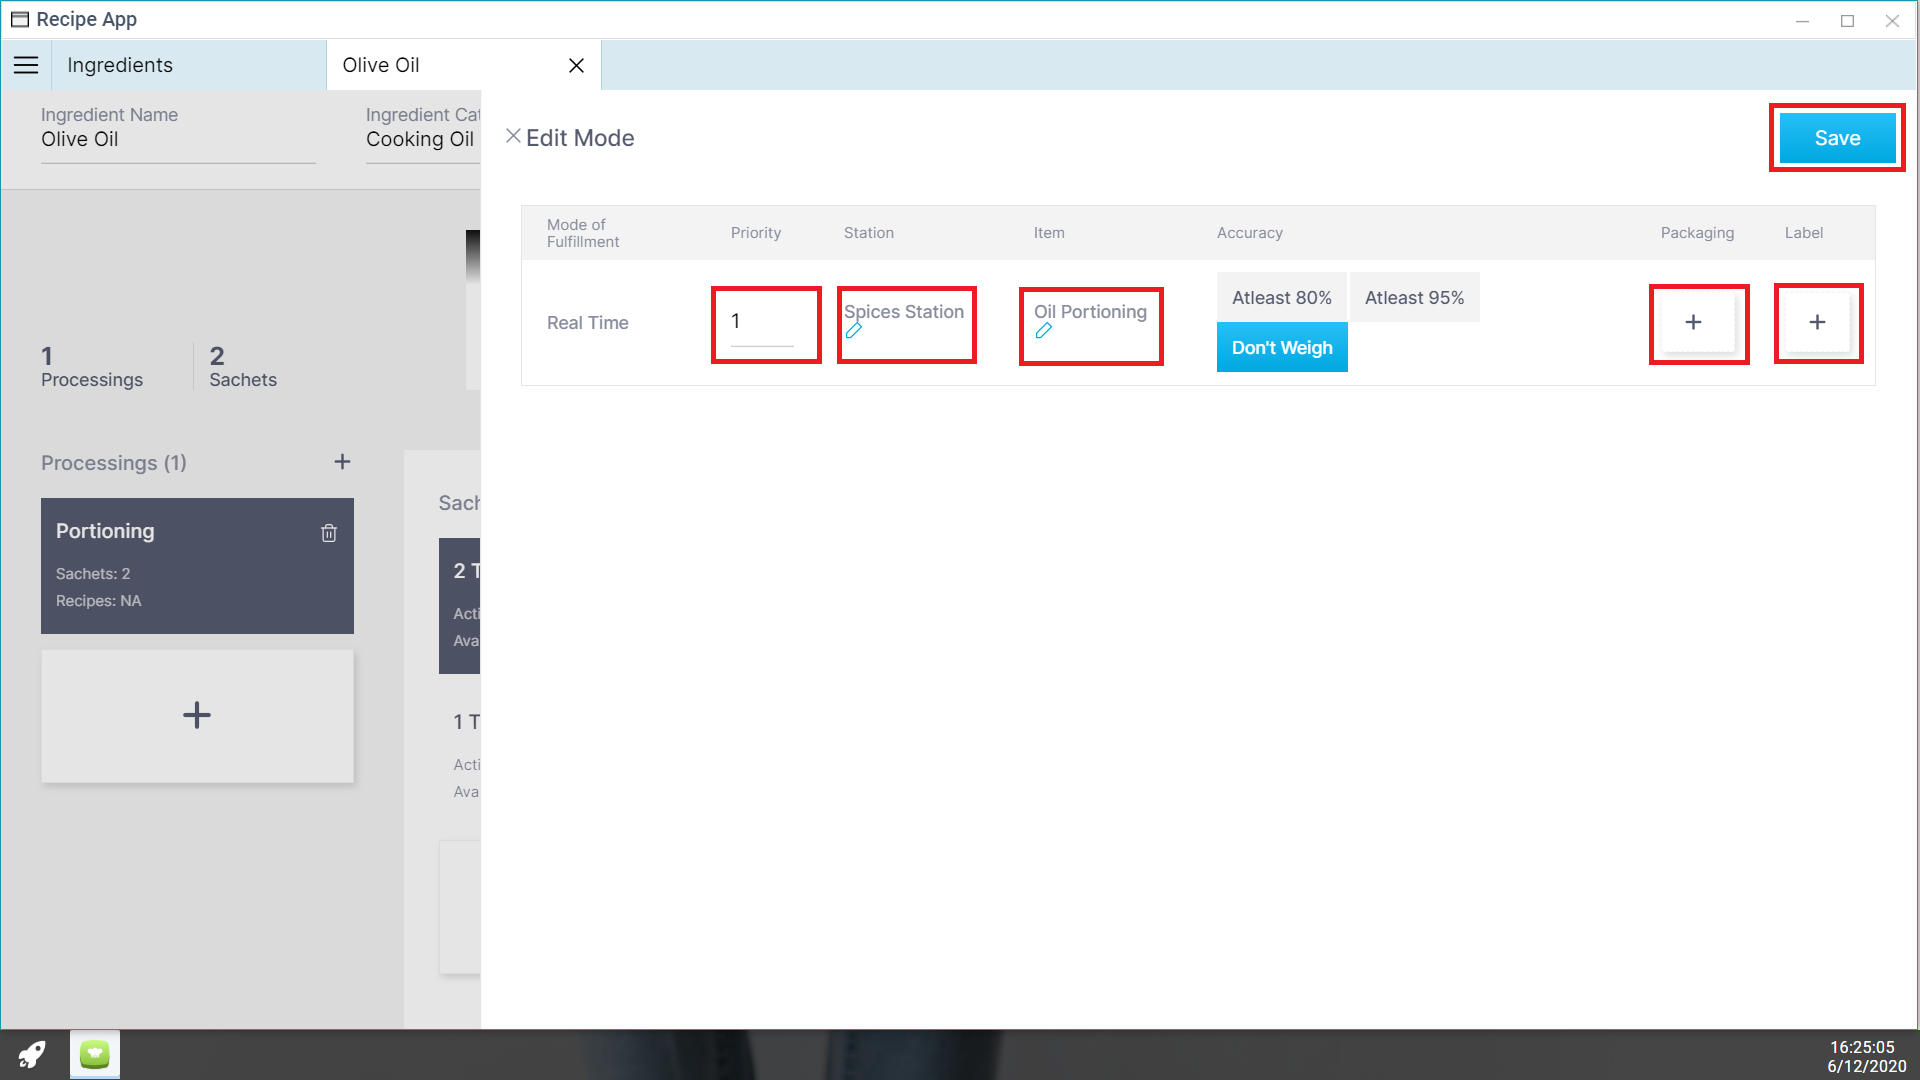 Recipe App
Ingredients
Olive Oil
Ingredient Name
Olive Oil
Ingredient Cat
Cooking Oil
Edit Mode
Save
Mode of
Fulfillment
Priority
Station
Item
Accuracy
Packaging
Label
Real Time
1
Spices Station
Oil Portioning
Atleast 80%
Atleast 95%
Don't Weigh
1
Processings
2
Sachets
Processings (1)
Portioning
Sachets: 2
Recipes: NA
Sach
2 T
Acti
Ava
1 T
Acti
Ava
16:25:05
6/12/2020